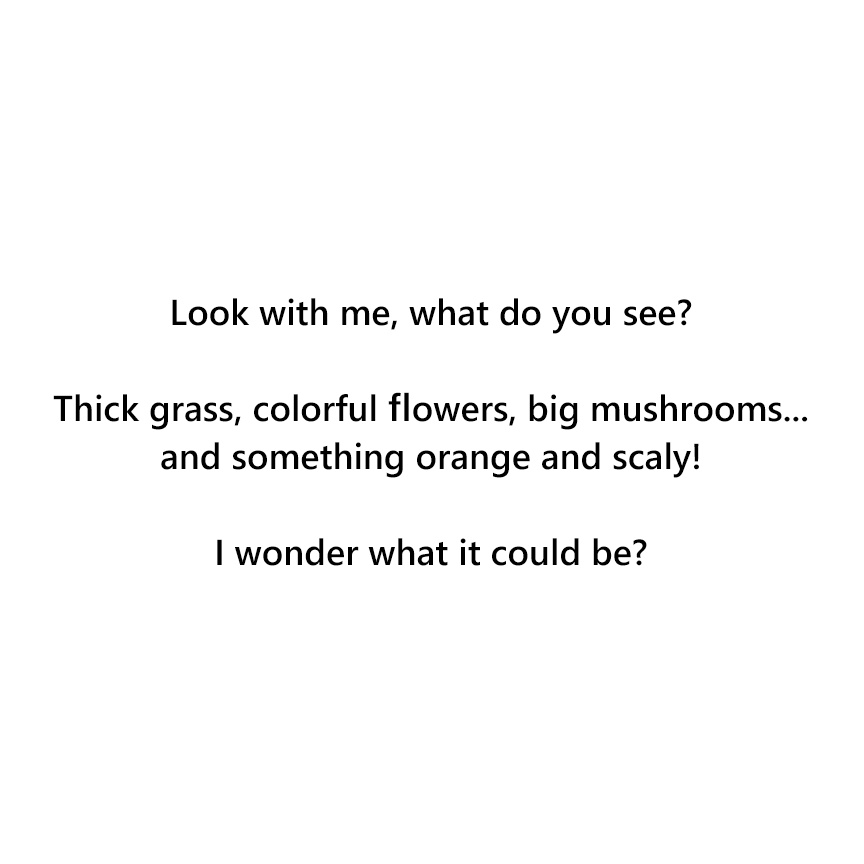 Look with me, what do you see?
Thick grass, colorful flowers, big mushrooms...
and something orange and scaly!
I wonder what it could be?